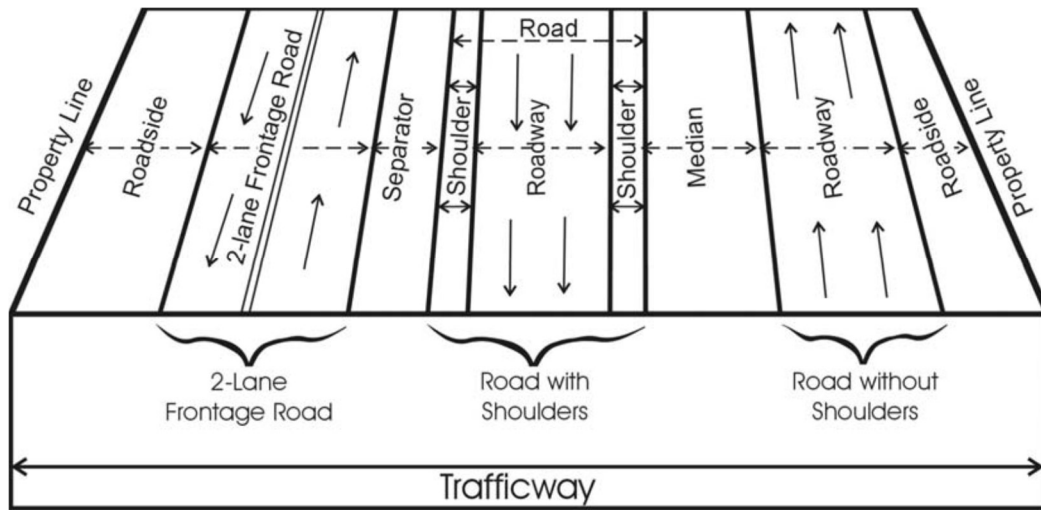 Road
Property Line
Roadside
2-lane Frontage Road
Separator
Shoulder
Roadway
Shoulder
Median
Roadway
Roadside
Property Line
2-Lane
Frontage Road
Road with
Shoulders
Road without
Shoulders
Trafficway